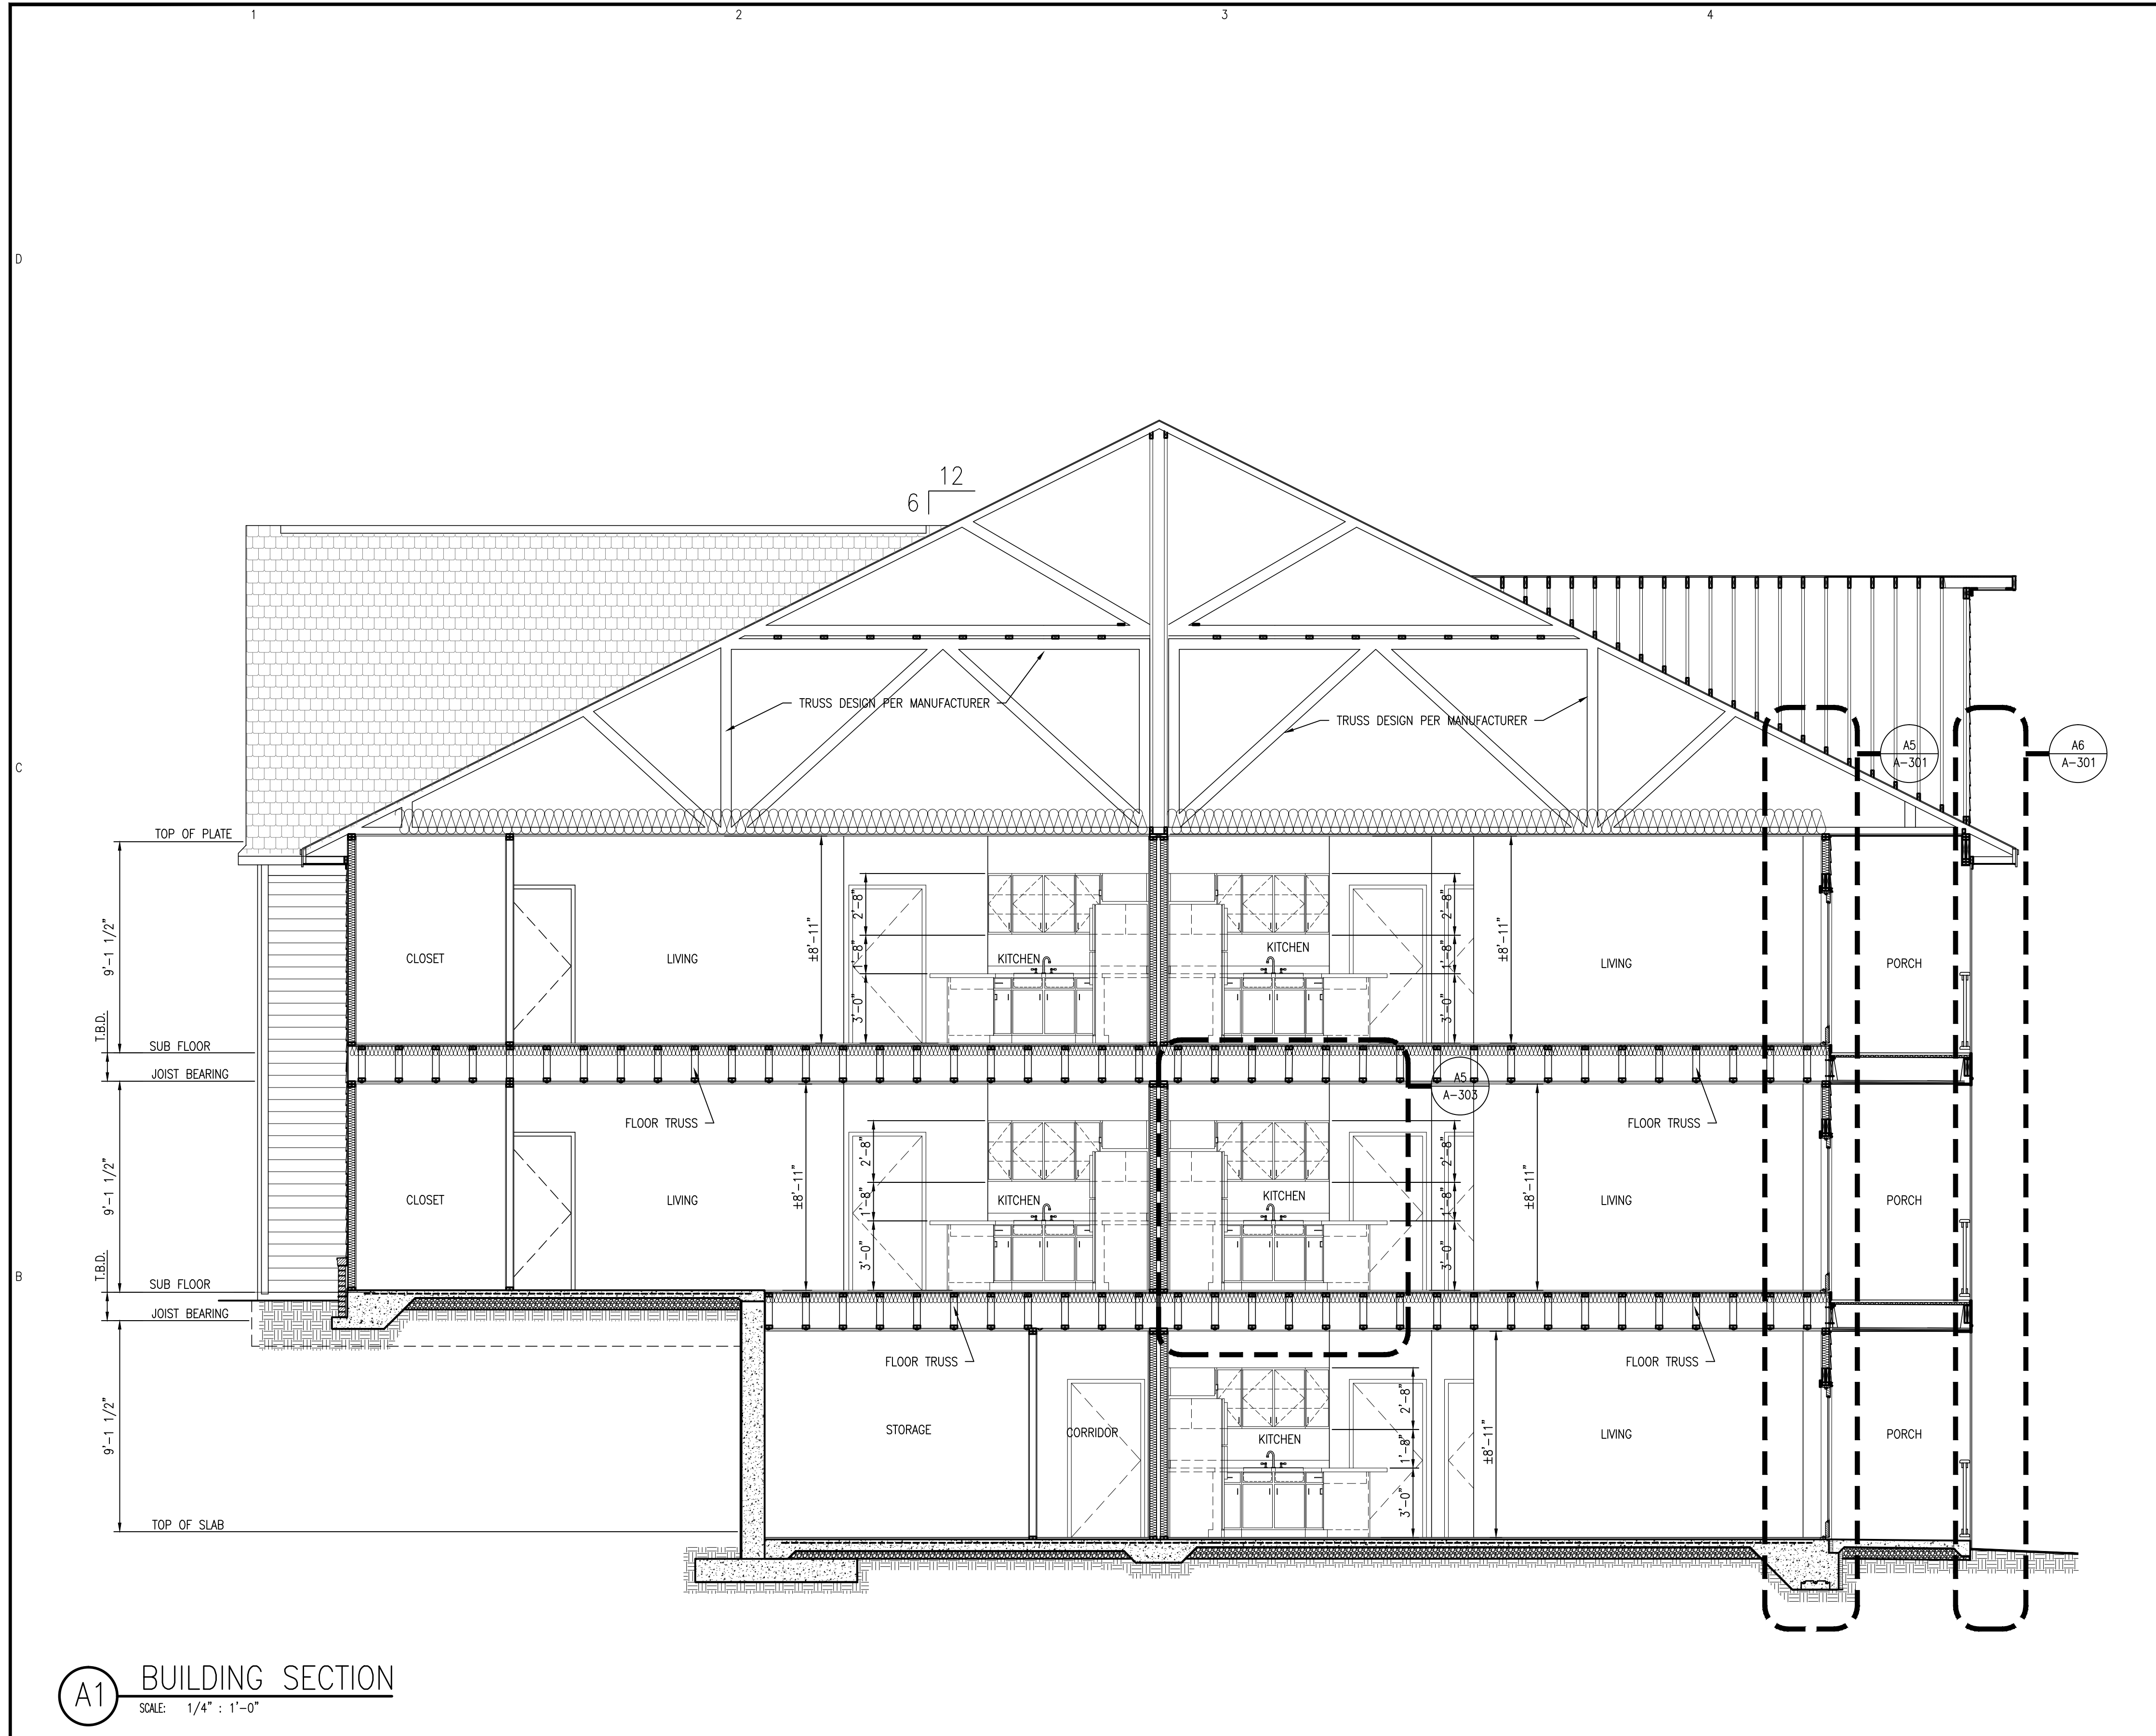 1 2 3 4
D
12
6
TRUSS DESIGN PER MANUFACTURER
TRUSS DESIGN PER MANUFACTURER
A5
A-301
A6
A-301
C
TOP OF PLATE
9'-1 1/2"
CLOSET
LIVING
±8'-11"
2'-8"
1'-8"
3'-0"
KITCHEN
KITCHEN
2'-8"
1'-8"
3'-0"
±8'-11"
LIVING
PORCH
T.B.D.
SUB FLOOR
JOIST BEARING
A5
A-303
FLOOR TRUSS
FLOOR TRUSS
9'-1 1/2"
CLOSET
LIVING
±8'-11"
2'-8"
1'-8"
3'-0"
KITCHEN
KITCHEN
2'-8"
1'-8"
3'-0"
±8'-11"
LIVING
PORCH
B
T.B.D.
SUB FLOOR
JOIST BEARING
FLOOR TRUSS
FLOOR TRUSS
9'-1 1/2"
STORAGE
CORRIDOR
KITCHEN
2'-8"
1'-8"
3'-0"
±8'-11"
LIVING
PORCH
TOP OF SLAB
A1
BUILDING SECTION
SCALE: 1/4" : 1'-0"